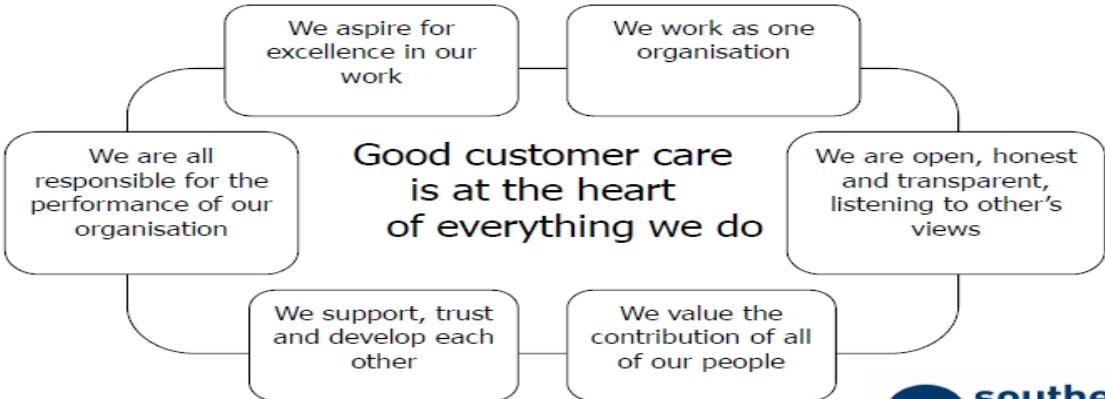 We aspire for
excellence in our
work
We work as one
organisation
We are all
responsible for the
performance of our
organisation
Good customer care
is at the heart
of everything we do
We are open, honest
and transparent,
listening to other's
views
We support, trust
and develop each
other
We value the
contribution of all
of our people